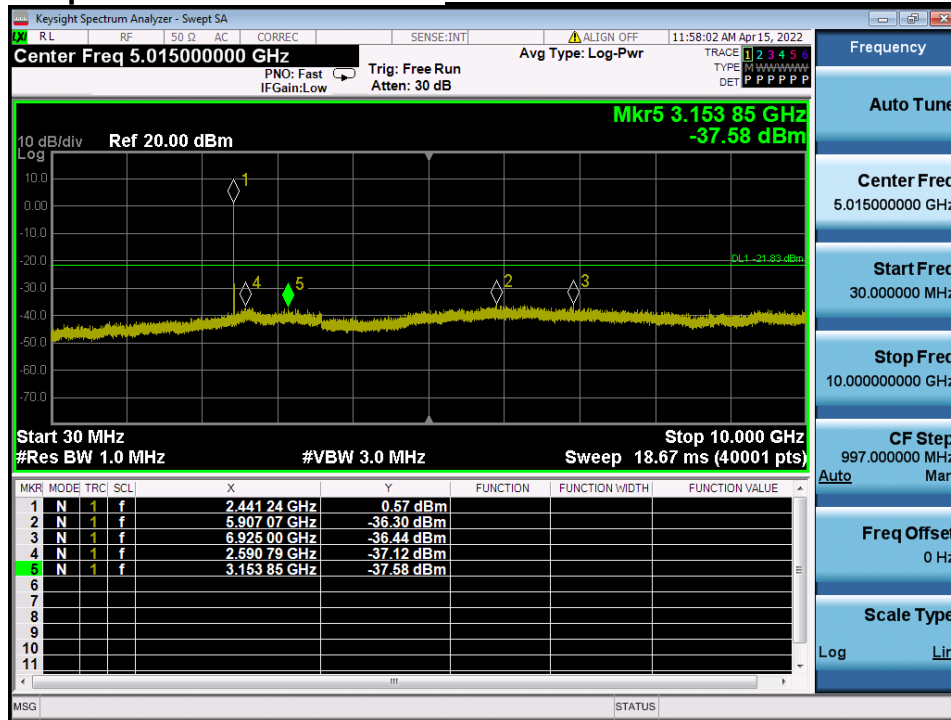 Keysight Spectrum Analyzer - Swept SA
LXI RL RF 50 Ω AC CORREC SENSE:INT ALIGN OFF 11:58:02 AM Apr 15, 2022
Center Freq 5.015000000 GHz
PNO: Fast
IFGain:Low
Trig: Free Run
Atten: 30 dB
Avg Type: Log-Pwr
TRACE 1 2 3 4 5 6
TYPE M WWWWW
DET P P P P P P
Mkr5 3.153 85 GHz
-37.58 dBm
10 dB/div Ref 20.00 dBm
Log
10.0
0.00
-10.0
-20.0
-30.0
-40.0
-50.0
-60.0
-70.0
1
4
5
2
3
DL1 -21.83 dBm
Start 30 MHz Stop 10.000 GHz
#Res BW 1.0 MHz #VBW 3.0 MHz Sweep 18.67 ms (40001 pts)
MKR MODE TRC SCL X Y FUNCTION FUNCTION WIDTH FUNCTION VALUE
1 N 1 f 2.441 24 GHz 0.57 dBm
2 N 1 f 5.907 07 GHz -36.30 dBm
3 N 1 f 6.925 00 GHz -36.44 dBm
4 N 1 f 2.590 79 GHz -37.12 dBm
5 N 1 f 3.153 85 GHz -37.58 dBm
6
7
8
9
10
11
MSG STATUS
Frequency
Auto Tune
Center Freq
5.015000000 GHz
Start Freq
30.000000 MHz
Stop Freq
10.000000000 GHz
CF Step
997.000000 MHz
Auto Man
Freq Offset
0 Hz
Scale Type
Log Lin